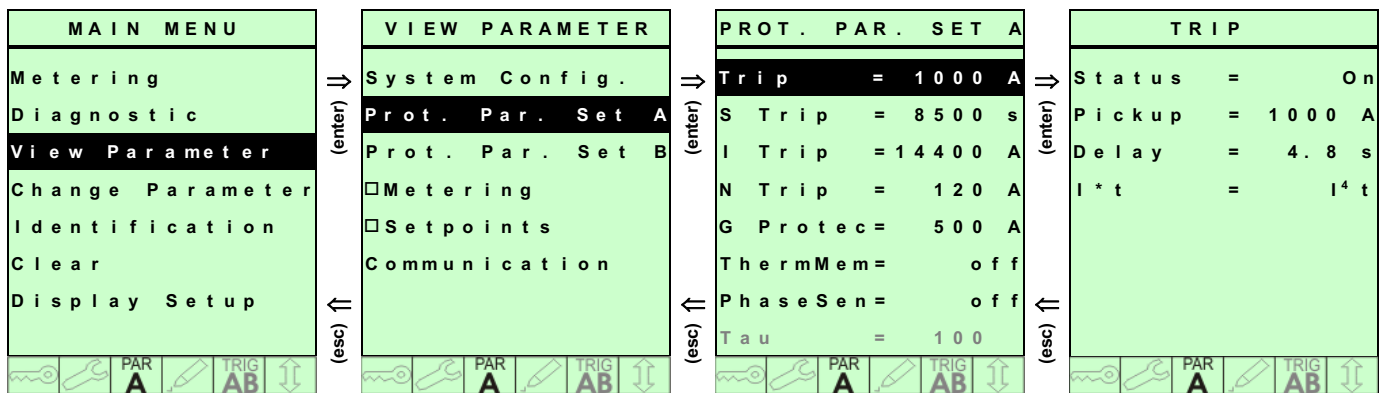 MAIN MENU
Metering
Diagnostic
View Parameter
Change Parameter
Identification
Clear
Display Setup
PAR
A
TRIG
AB
⇒
(enter)
⇐
(esc)
VIEW PARAMETER
System Config.
Prot. Par. Set A
Prot. Par. Set B
□Metering
□Setpoints
Communication
PAR
A
TRIG
AB
⇒
(enter)
⇐
(esc)
PROT. PAR. SET A
Trip = 1000 A
S Trip = 8500 s
I Trip =14400 A
N Trip = 120 A
G Protec= 500 A
ThermMem= off
PhaseSen= off
Tau = 100
PAR
A
TRIG
AB
⇒
(enter)
⇐
(esc)
TRIP
Status = On
Pickup = 1000 A
Delay = 4.8 s
I*t = I⁴t
PAR
A
TRIG
AB